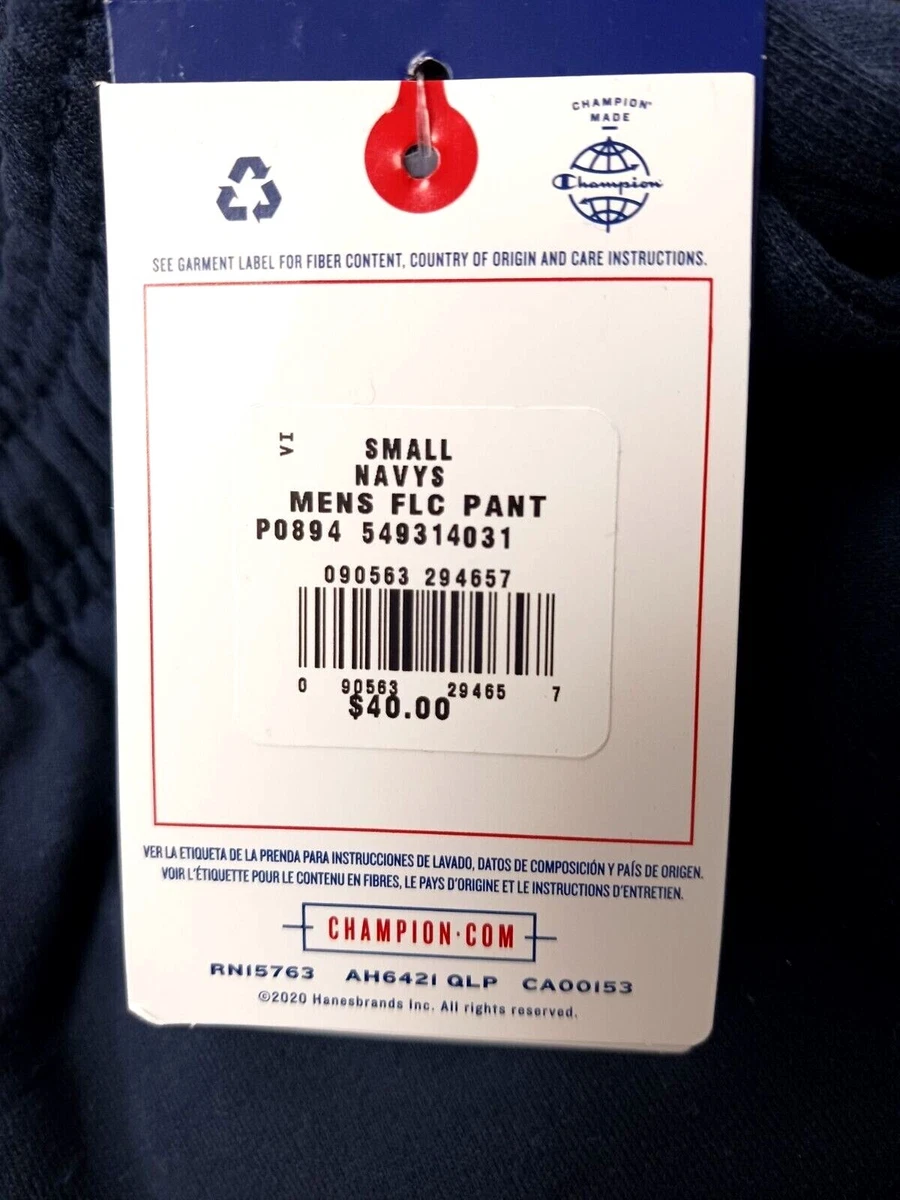 CHAMPION™
MADE
Champion
SEE GARMENT LABEL FOR FIBER CONTENT, COUNTRY OF ORIGIN AND CARE INSTRUCTIONS.
VI
SMALL
NAVYS
MENS FLC PANT
P0894 549314031
090563 294657
0 90563 29465 7
$40.00
VER LA ETIQUETA DE LA PRENDA PARA INSTRUCCIONES DE LAVADO, DATOS DE COMPOSICIÓN Y PAÍS DE ORIGEN.
VOIR L'ÉTIQUETTE POUR LE CONTENU EN FIBRES, LE PAYS D'ORIGINE ET LE INSTRUCTIONS D'ENTRETIEN.
CHAMPION·COM
RN15763 AH6421 QLP CA00153
©2020 Hanesbrands Inc. All rights reserved.